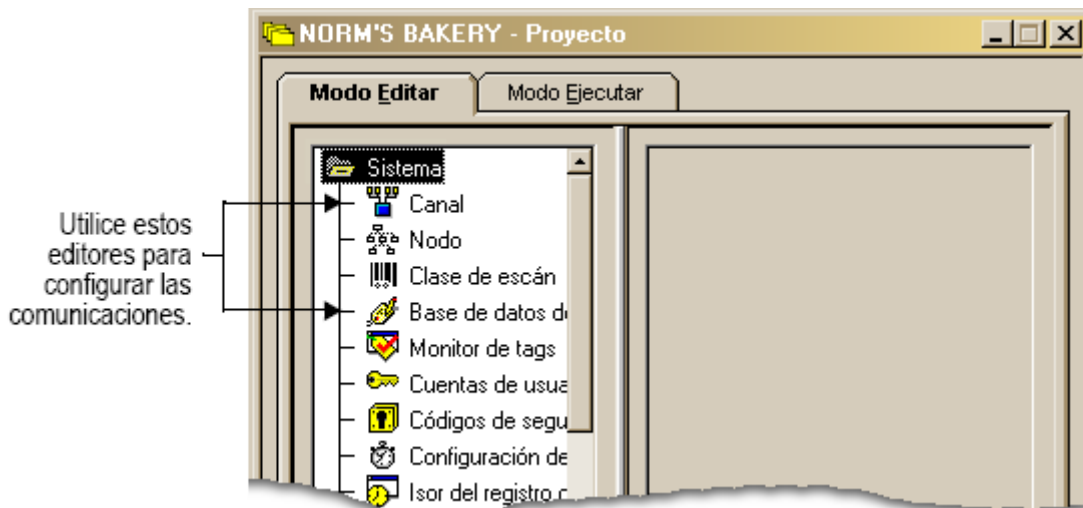 NORM'S BAKERY - Proyecto
Modo Editar
Modo Ejecutar
Sistema
Utilice estos
editores para
configurar las
comunicaciones.
Canal
Nodo
Clase de escán
Base de datos d
Monitor de tags
Cuentas de usua
Códigos de segu
Configuración de
Isor del registro